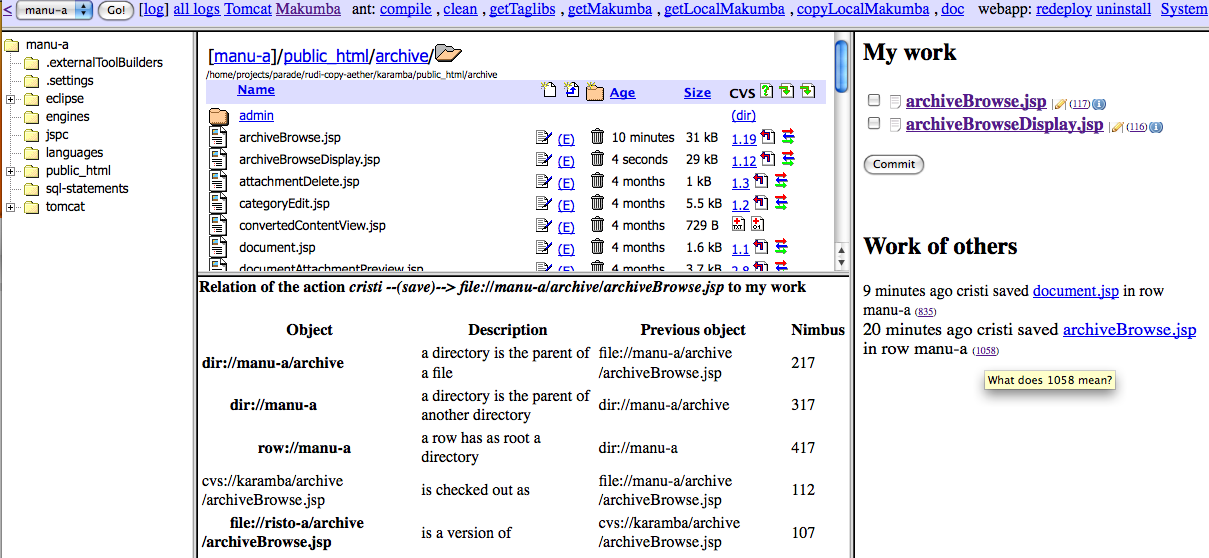 < manu-a Go! [log] all logs Tomcat Makumba ant: compile , clean , getTaglibs , getMakumba , getLocalMakumba , copyLocalMakumba , doc webapp: redeploy uninstall System
manu-a
.externalToolBuilders
.settings
eclipse
engines
jspc
languages
public_html
sql-statements
tomcat
[manu-a]/public_html/archive/
/home/projects/parade/rudi-copy-aether/karamba/public_html/archive
Name Age Size CVS
admin (dir)
archiveBrowse.jsp (E) 10 minutes 31 kB 1.19
archiveBrowseDisplay.jsp (E) 4 seconds 29 kB 1.12
attachmentDelete.jsp (E) 4 months 1 kB 1.3
categoryEdit.jsp (E) 4 months 5.5 kB 1.2
convertedContentView.jsp (E) 4 months 729 B
document.jsp (E) 4 months 1.6 kB 1.1
documentAttachmentPreview.jsp (E) 4 months 3.7 kB 2.8
Relation of the action cristi --(save)--> file://manu-a/archive/archiveBrowse.jsp to my work
Object Description Previous object Nimbus
dir://manu-a/archive a directory is the parent of a file file://manu-a/archive/archiveBrowse.jsp 217
dir://manu-a a directory is the parent of another directory dir://manu-a/archive 317
row://manu-a a row has as root a directory dir://manu-a 417
cvs://karamba/archive/archiveBrowse.jsp is checked out as file://manu-a/archive/archiveBrowse.jsp 112
file://risto-a/archive/archiveBrowse.jsp is a version of cvs://karamba/archive/archiveBrowse.jsp 107
My work
archiveBrowse.jsp | (117)
archiveBrowseDisplay.jsp | (116)
Commit
Work of others
9 minutes ago cristi saved document.jsp in row
manu-a (835)
20 minutes ago cristi saved archiveBrowse.jsp
in row manu-a (1058)
What does 1058 mean?